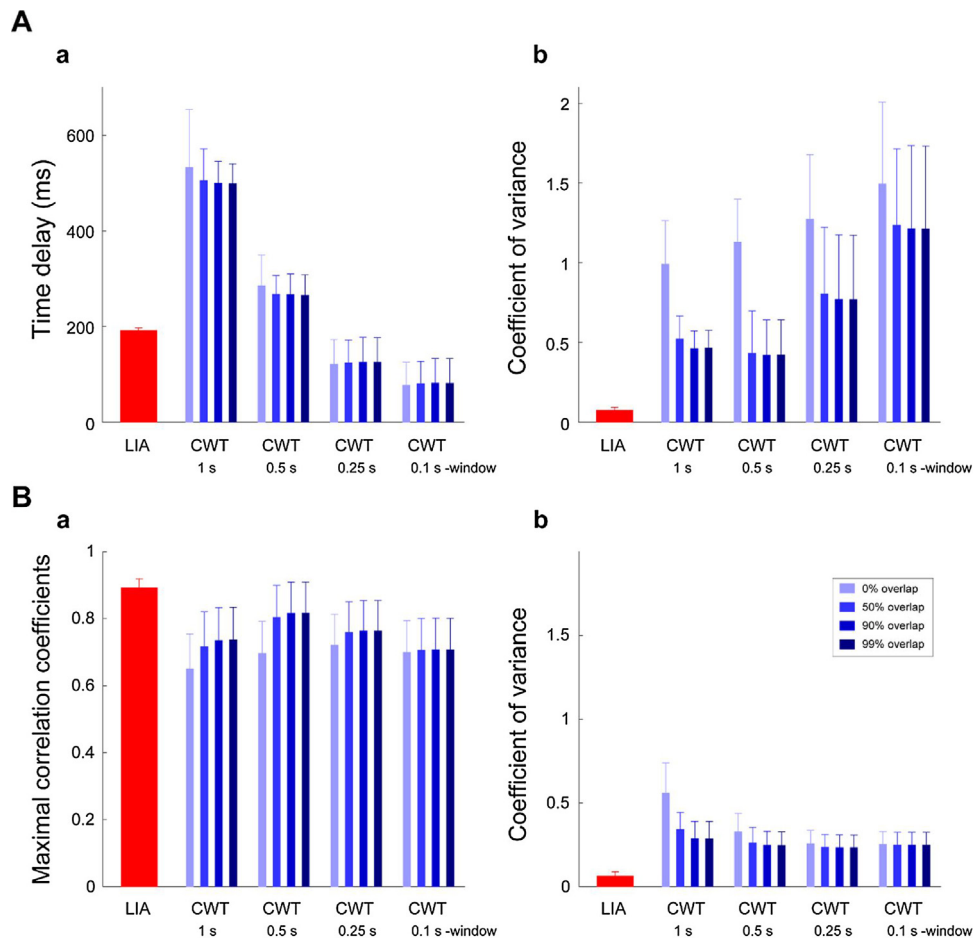 A
a
b
Time delay (ms)
600
400
200
0
LIA
CWT
CWT
CWT
CWT
1 s
0.5 s
0.25 s
0.1 s -window
Coefficient of variance
2
1.5
1
0.5
0
LIA
CWT
CWT
CWT
CWT
1 s
0.5 s
0.25 s
0.1 s -window
B
a
b
Maximal correlation coefficients
1
0.8
0.6
0.4
0.2
0
LIA
CWT
CWT
CWT
CWT
1 s
0.5 s
0.25 s
0.1 s -window
Coefficient of variance
1.5
1
0.5
0
0% overlap
50% overlap
90% overlap
99% overlap
LIA
CWT
CWT
CWT
CWT
1 s
0.5 s
0.25 s
0.1 s -window